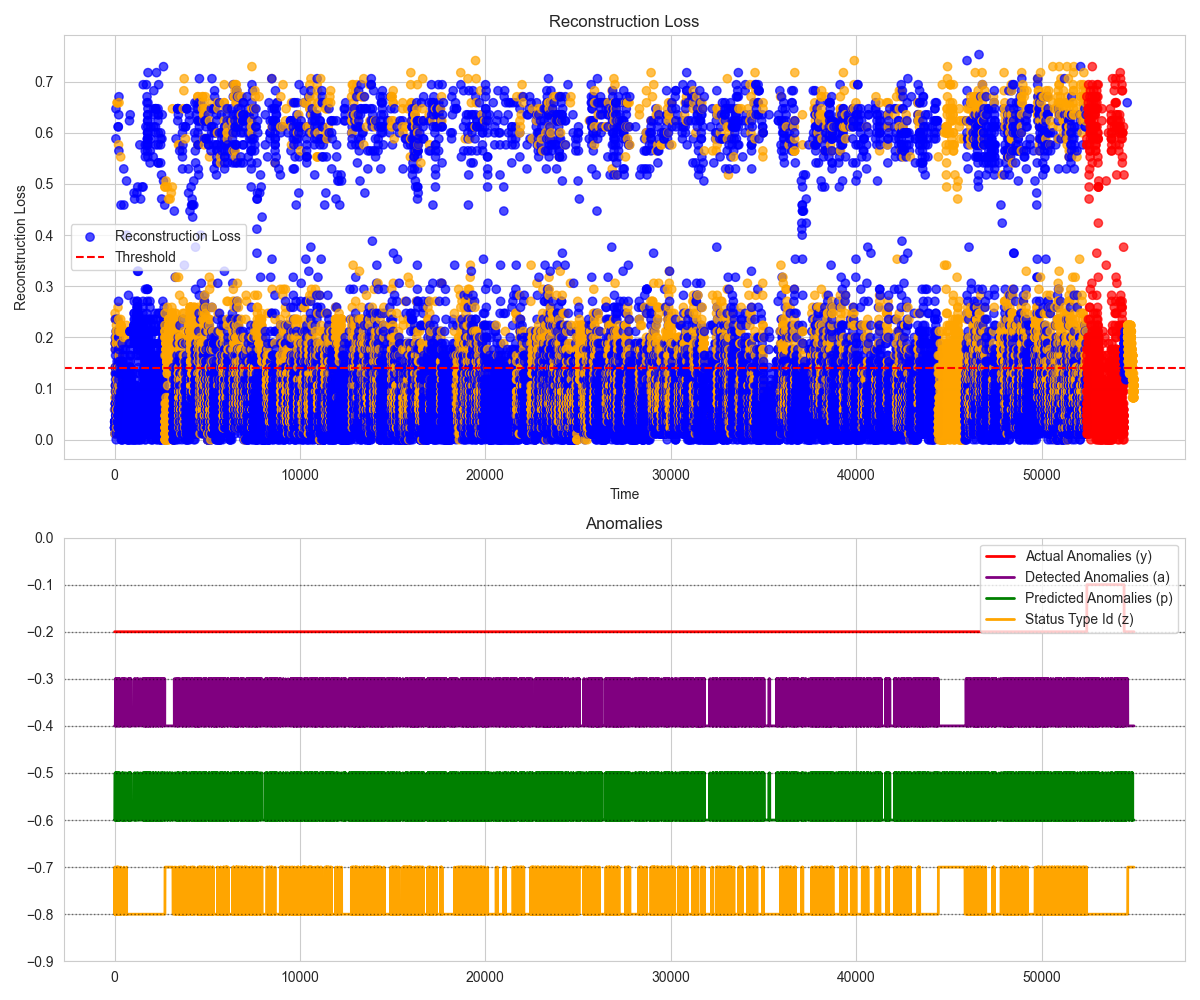 Reconstruction Loss
Reconstruction Loss
0.7
0.6
0.5
0.4
0.3
0.2
0.1
0.0
Reconstruction Loss
Threshold
0 10000 20000 30000 40000 50000
Time
Anomalies
0.0
−0.1
−0.2
−0.3
−0.4
−0.5
−0.6
−0.7
−0.8
−0.9
Actual Anomalies (y)
Detected Anomalies (a)
Predicted Anomalies (p)
Status Type Id (z)
0 10000 20000 30000 40000 50000